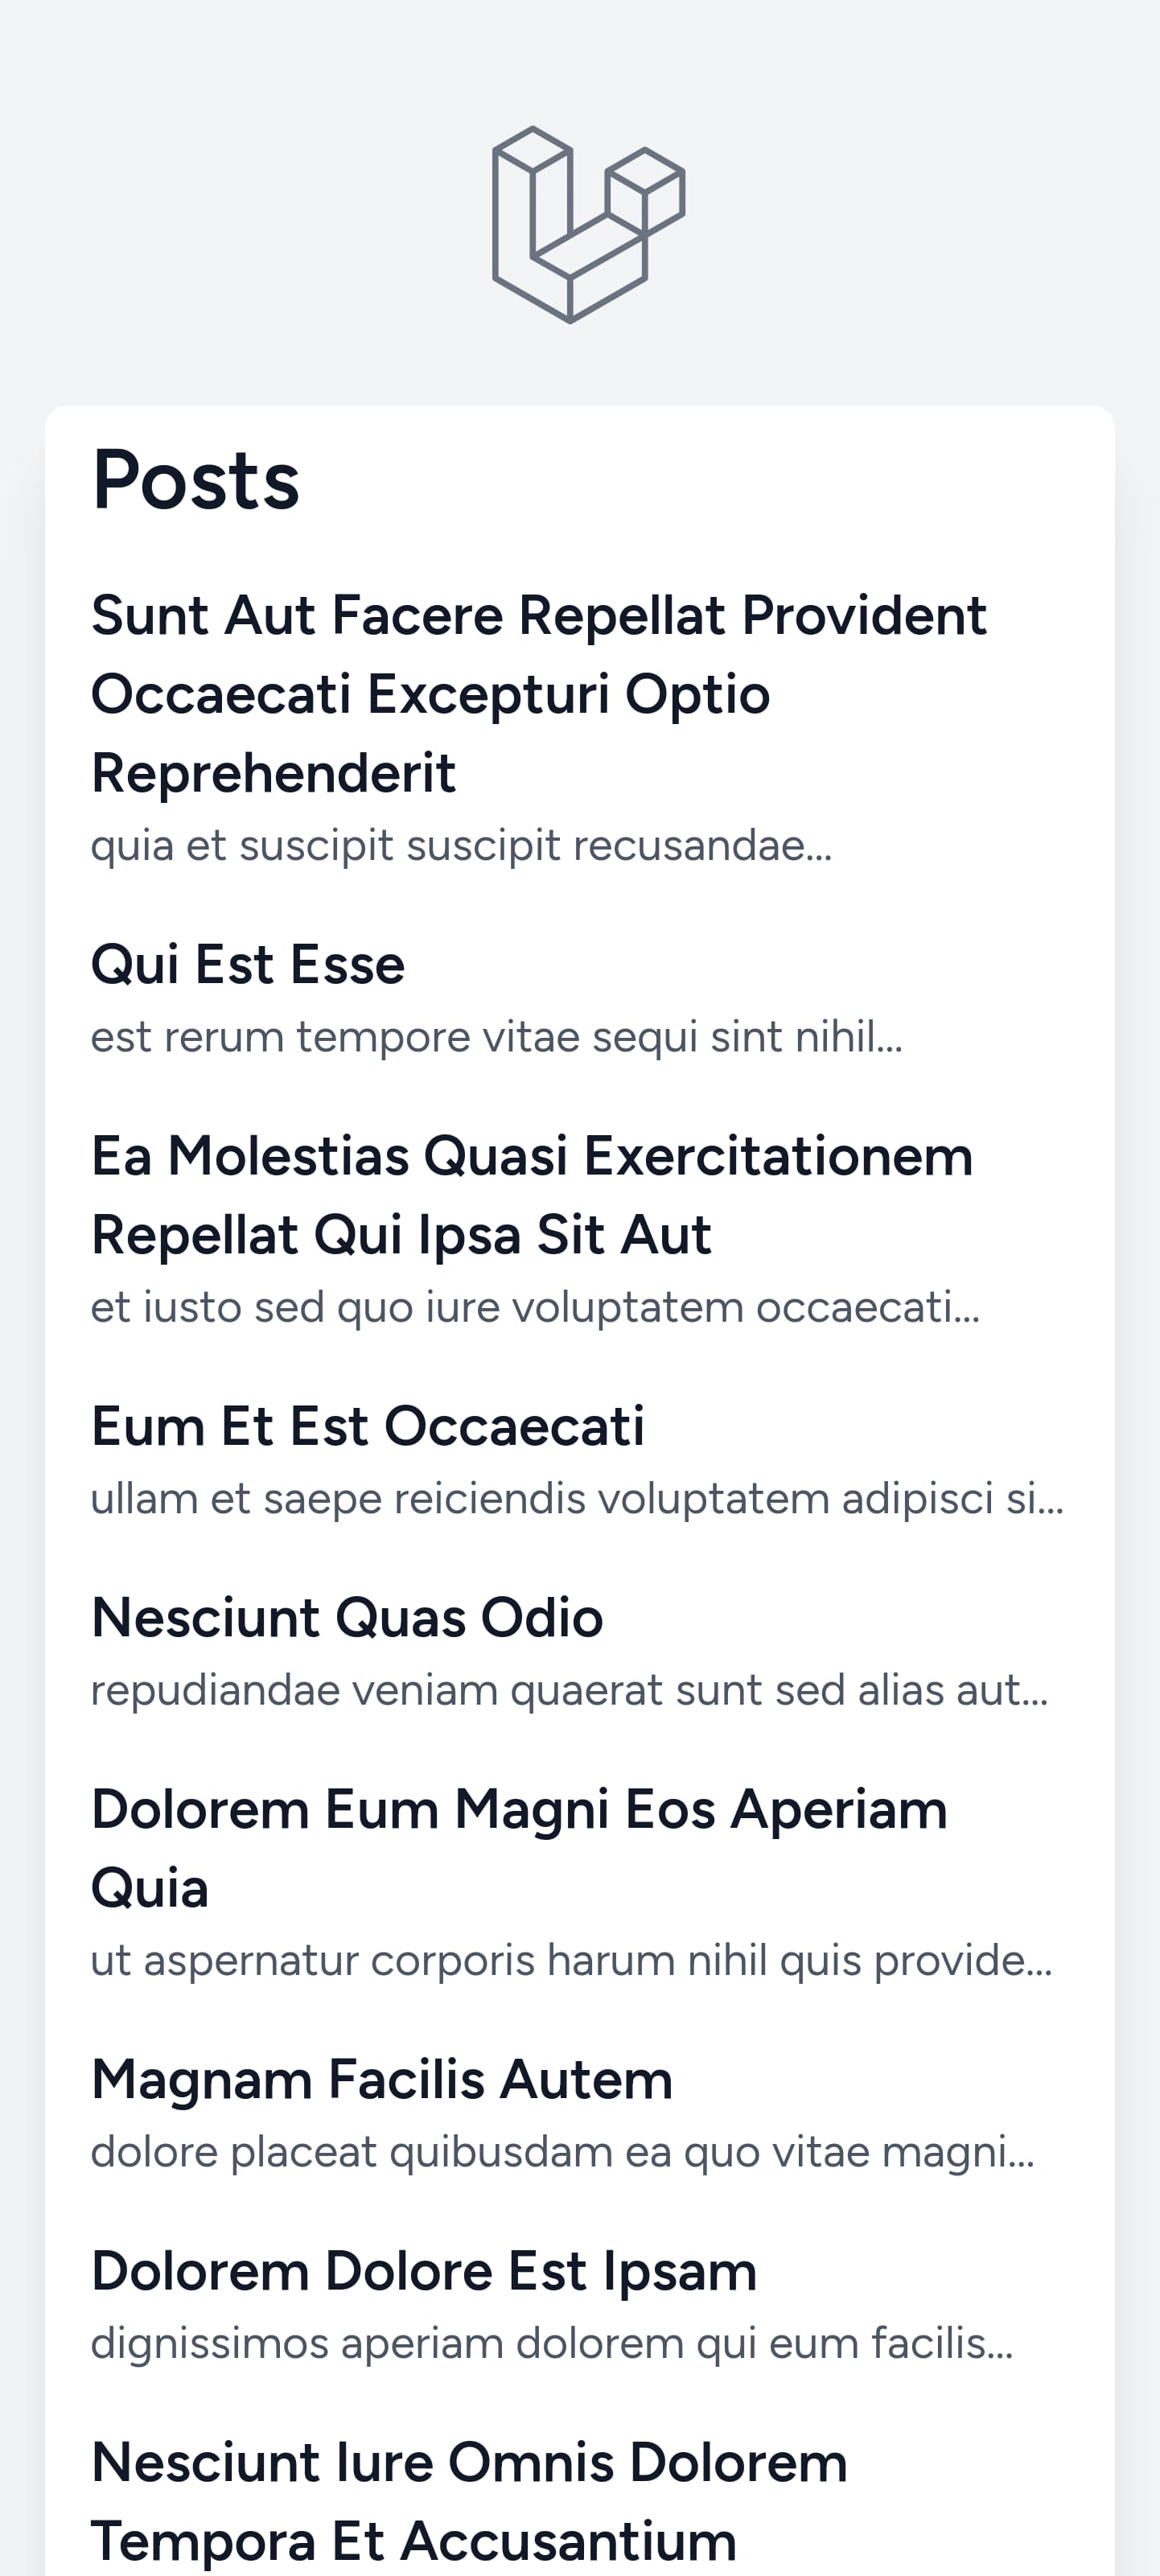 Posts
Sunt Aut Facere Repellat Provident
Occaecati Excepturi Optio
Reprehenderit
quia et suscipit suscipit recusandae...
Qui Est Esse
est rerum tempore vitae sequi sint nihil...
Ea Molestias Quasi Exercitationem
Repellat Qui Ipsa Sit Aut
et iusto sed quo iure voluptatem occaecati...
Eum Et Est Occaecati
ullam et saepe reiciendis voluptatem adipisci si...
Nesciunt Quas Odio
repudiandae veniam quaerat sunt sed alias aut...
Dolorem Eum Magni Eos Aperiam
Quia
ut aspernatur corporis harum nihil quis provide...
Magnam Facilis Autem
dolore placeat quibusdam ea quo vitae magni...
Dolorem Dolore Est Ipsam
dignissimos aperiam dolorem qui eum facilis...
Nesciunt Iure Omnis Dolorem
Tempora Et Accusantium